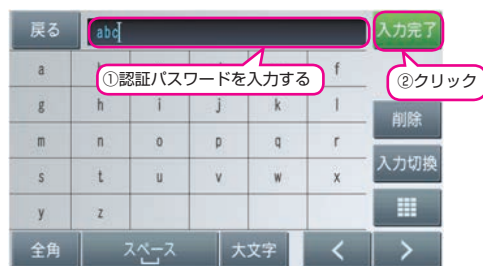 戻る abc 入力完了
a f
①認証パスワードを入力する ②クリック
g h i j k l
削除
m n o p q r
入力切換
s t u v w x
y z
全角 スペース 大文字 < >